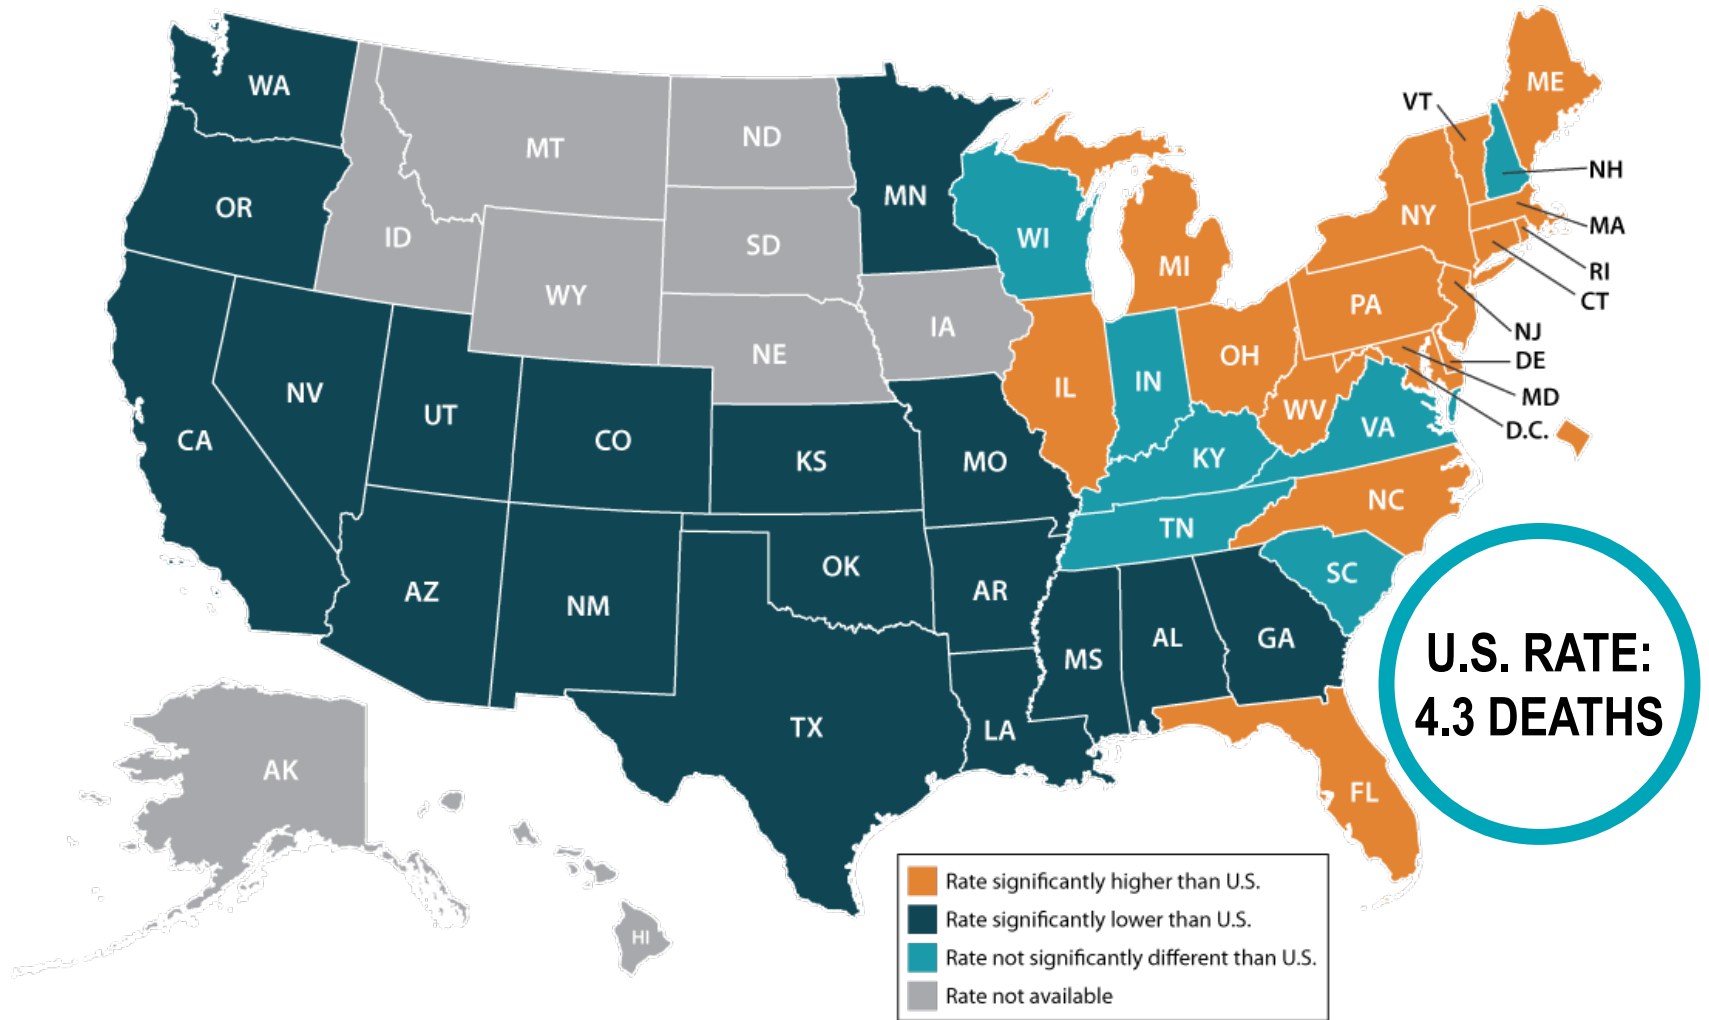 WA
MT
ND
MN
ME
VT
NH
OR
ID
SD
WI
NY
MA
MI
RI
WY
CT
IA
PA
NJ
NE
OH
DE
NV
UT
IL
IN
MD
WV
CA
CO
KS
MO
KY
VA
D.C.
NC
TN
AZ
NM
OK
AR
SC
MS
AL
GA
U.S. RATE:
4.3 DEATHS
TX
LA
AK
FL
HI
Rate significantly higher than U.S.
Rate significantly lower than U.S.
Rate not significantly different than U.S.
Rate not available